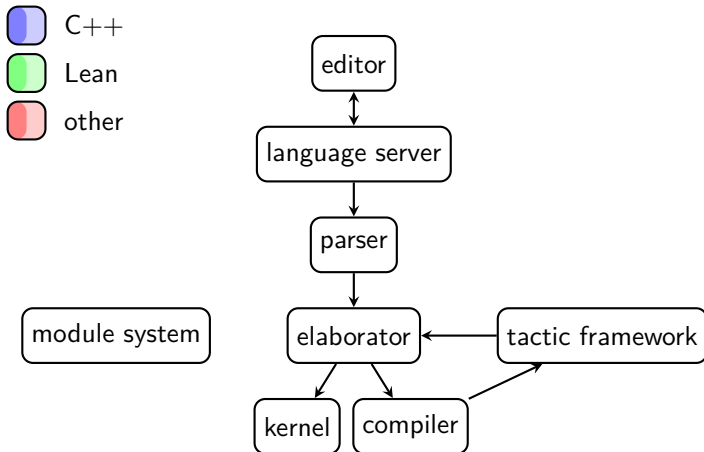 C++
Lean
other
editor
language server
parser
module system
elaborator
tactic framework
kernel
compiler